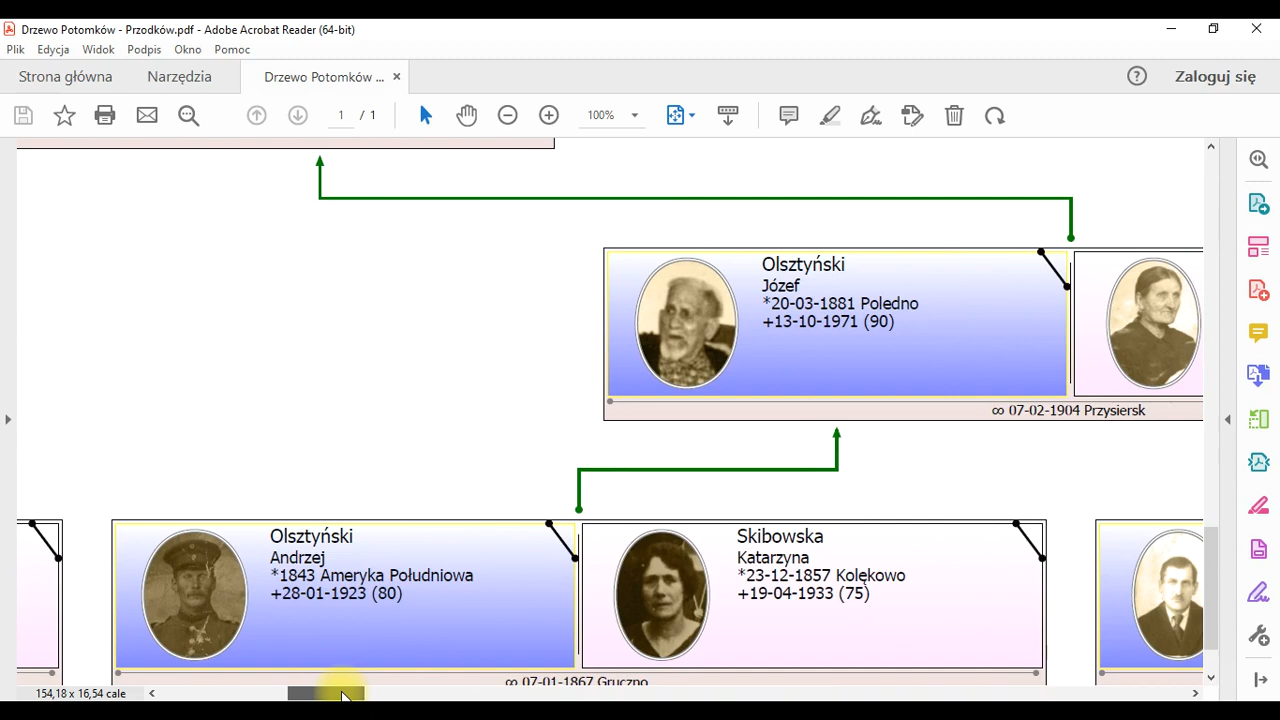 Drzewo Potomków - Przodków.pdf - Adobe Acrobat Reader (64-bit)
Plik Edycja Widok Podpis Okno Pomoc
Strona główna Narzędzia Drzewo Potomków ... × Zaloguj się
1 / 1 100%
Olsztyński
Józef
*20-03-1881 Poledno
+13-10-1971 (90)
∞ 07-02-1904 Przysiersk
Olsztyński
Andrzej
*1843 Ameryka Południowa
+28-01-1923 (80)
Skibowska
Katarzyna
*23-12-1857 Kolękowo
+19-04-1933 (75)
∞ 07-01-1867 Gruczno
154,18 x 16,54 cale